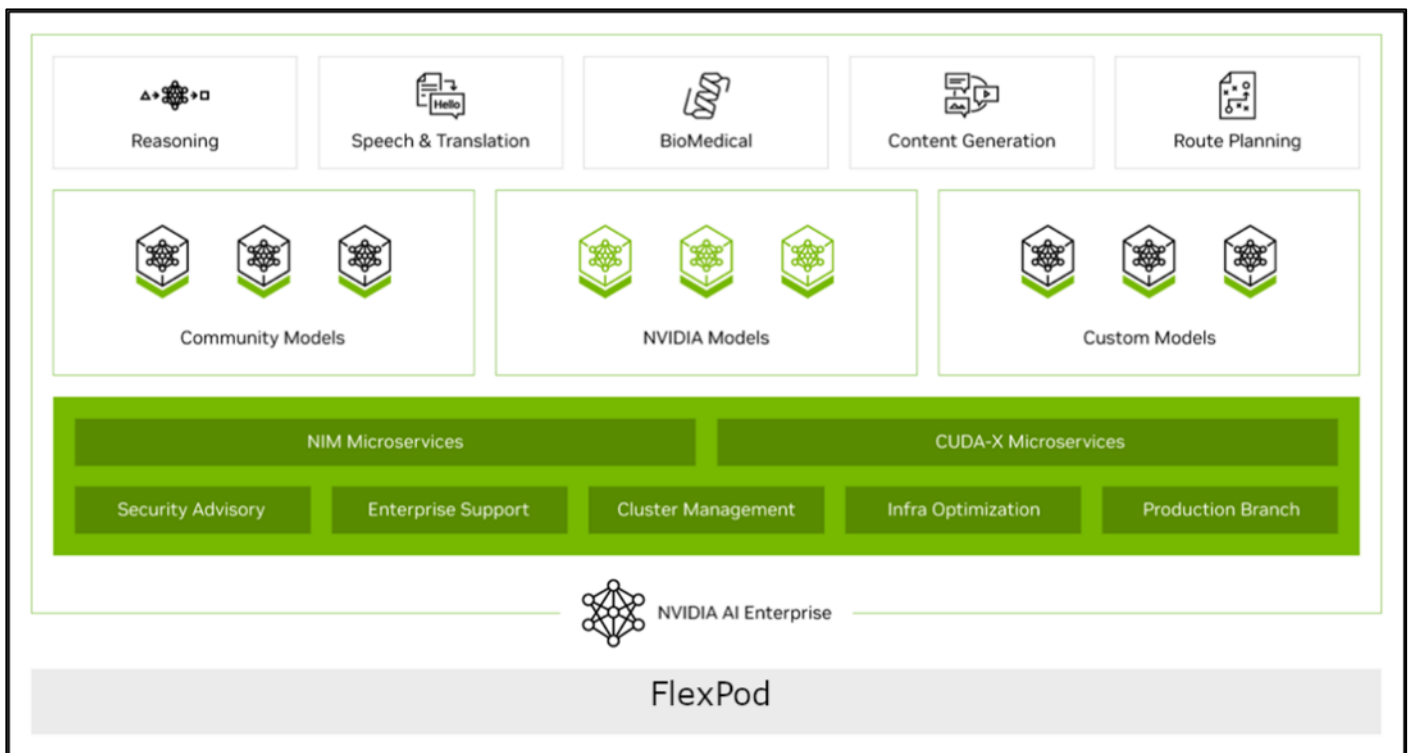 Hello
Reasoning
Speech & Translation
BioMedical
Content Generation
Route Planning
Community Models
NVIDIA Models
Custom Models
NIM Microservices
CUDA-X Microservices
Security Advisory
Enterprise Support
Cluster Management
Infra Optimization
Production Branch
NVIDIA AI Enterprise
FlexPod